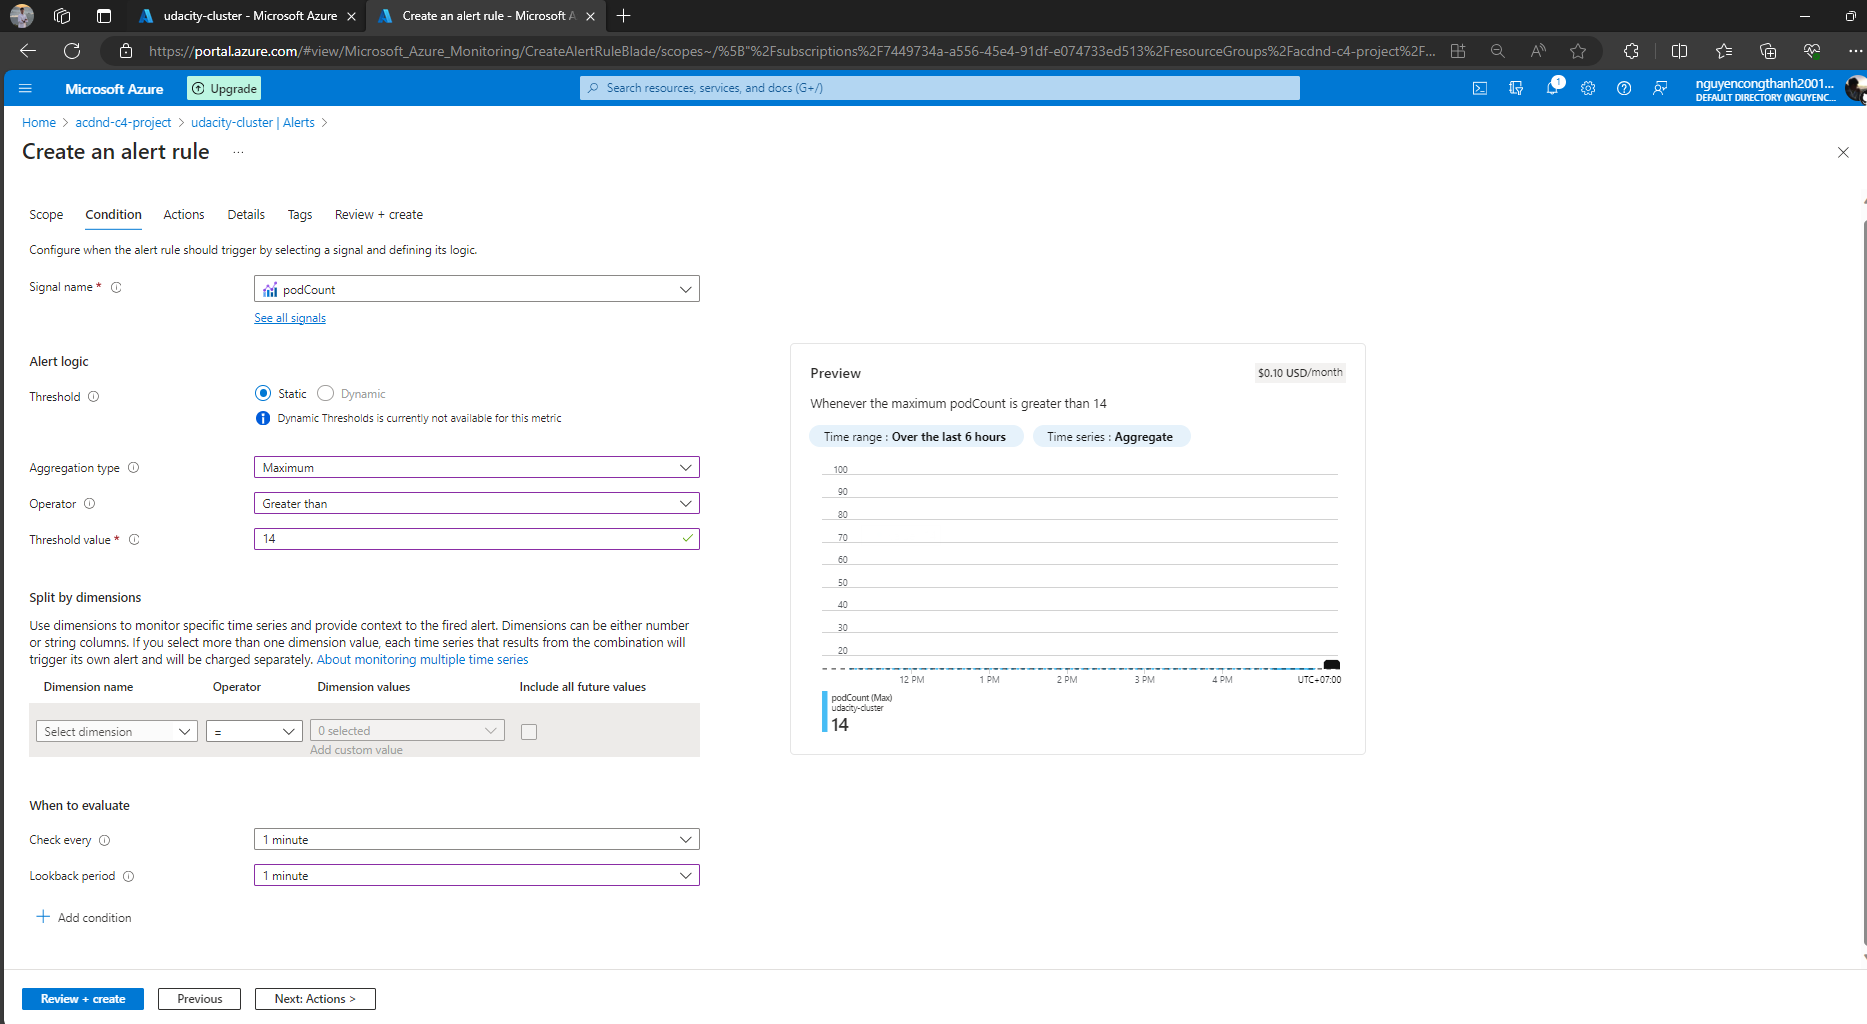 udacity-cluster - Microsoft Azure
Create an alert rule - Microsoft A
https://portal.azure.com/#view/Microsoft_Azure_Monitoring/CreateAlertRuleBlade/scopes~/%5B"%2Fsubscriptions%2F7449734a-a556-45e4-91df-e074733ed513%2FresourceGroups%2Facdnd-c4-project%2F...
Microsoft Azure
Upgrade
Search resources, services, and docs (G+/)
1
nguyencongthanh2001...
DEFAULT DIRECTORY (NGUYENC...
Home > acdnd-c4-project > udacity-cluster | Alerts >
Create an alert rule ...
Scope Condition Actions Details Tags Review + create
Configure when the alert rule should trigger by selecting a signal and defining its logic.
Signal name *
podCount
See all signals
Alert logic
Threshold
Static
Dynamic
Dynamic Thresholds is currently not available for this metric
Aggregation type
Maximum
Operator
Greater than
Threshold value *
14
Split by dimensions
Use dimensions to monitor specific time series and provide context to the fired alert. Dimensions can be either number
or string columns. If you select more than one dimension value, each time series that results from the combination will
trigger its own alert and will be charged separately. About monitoring multiple time series
Dimension name Operator Dimension values Include all future values
Select dimension = 0 selected
Add custom value
When to evaluate
Check every
1 minute
Lookback period
1 minute
+ Add condition
Preview
$0.10 USD/month
Whenever the maximum podCount is greater than 14
Time range : Over the last 6 hours
Time series : Aggregate
100
90
80
70
60
50
40
30
20
12 PM 1 PM 2 PM 3 PM 4 PM UTC+07:00
podCount (Max)
udacity-cluster
14
Review + create
Previous
Next: Actions >